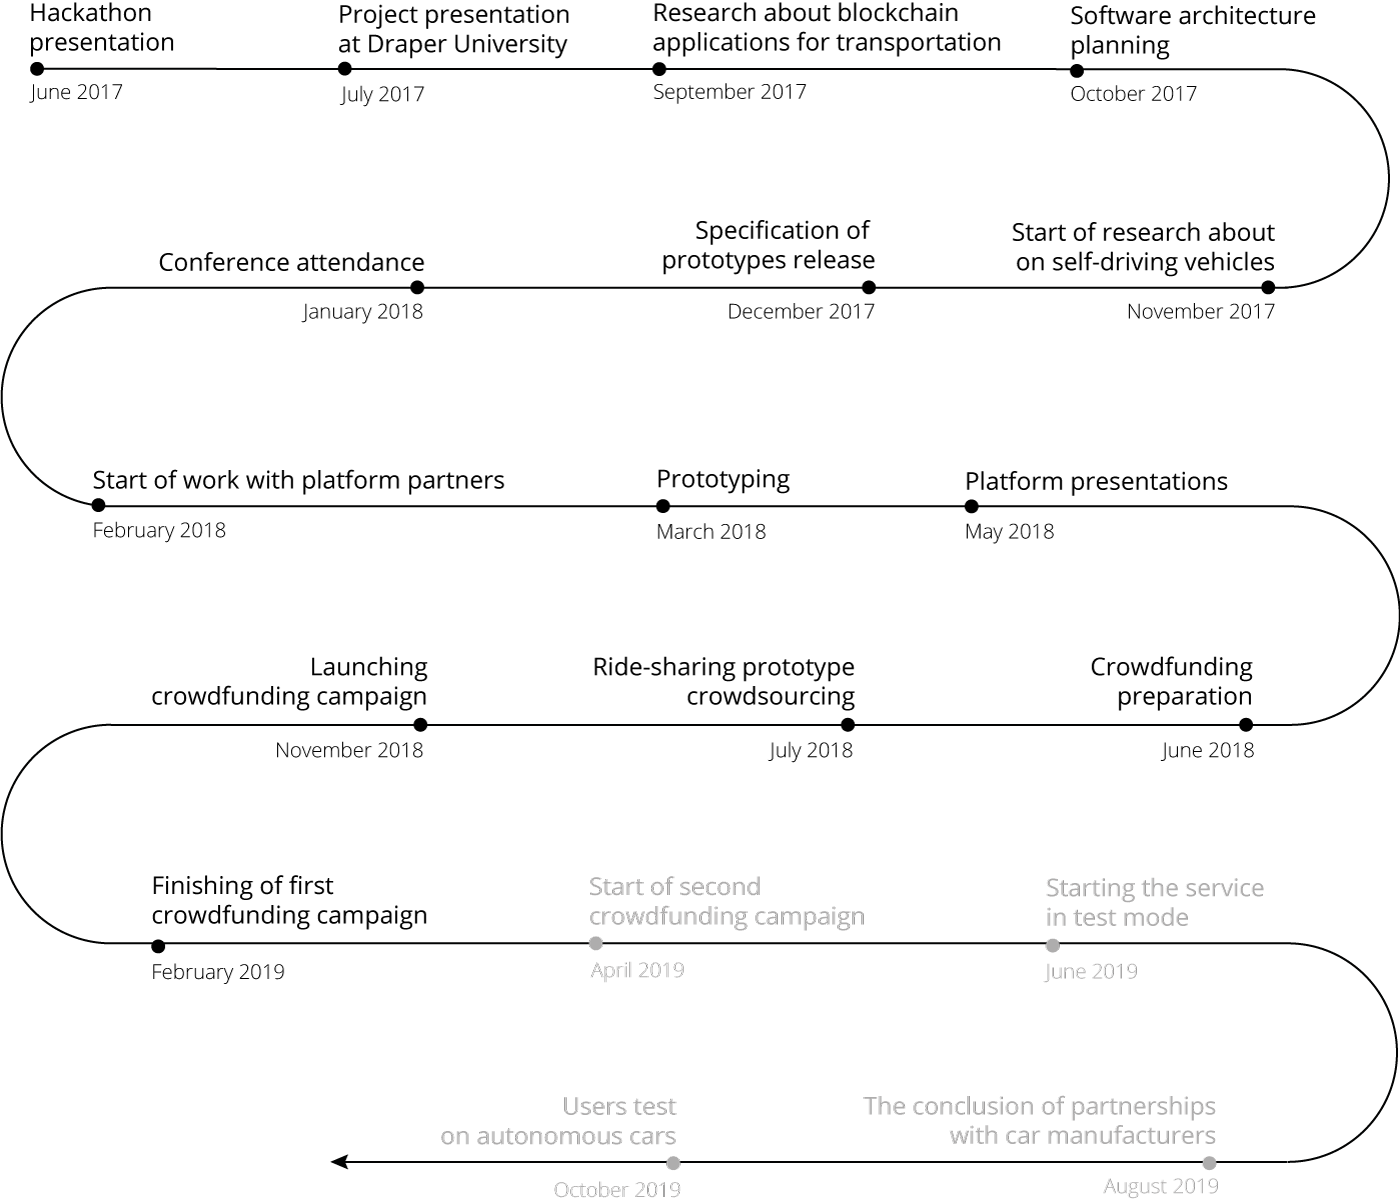 Hackathon
presentation
June 2017
Project presentation
at Draper University
July 2017
Research about blockchain
applications for transportation
September 2017
Software architecture
planning
October 2017
Start of research about
on self-driving vehicles
November 2017
Specification of
prototypes release
December 2017
Conference attendance
January 2018
Start of work with platform partners
February 2018
Prototyping
March 2018
Platform presentations
May 2018
Crowdfunding
preparation
June 2018
Ride-sharing prototype
crowdsourcing
July 2018
Launching
crowdfunding campaign
November 2018
Finishing of first
crowdfunding campaign
February 2019
Start of second
crowdfunding campaign
April 2019
Starting the service
in test mode
June 2019
The conclusion of partnerships
with car manufacturers
August 2019
Users test
on autonomous cars
October 2019